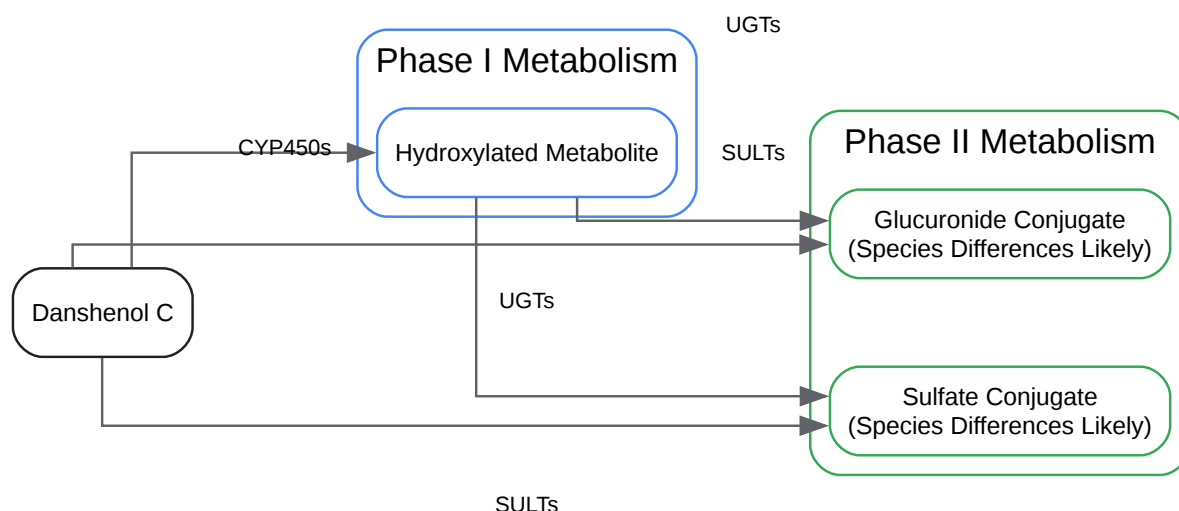 UGTs
Phase I Metabolism
CYP450s
Hydroxylated Metabolite
SULTs
Phase II Metabolism
Glucuronide Conjugate
(Species Differences Likely)
Danshenol C
UGTs
Sulfate Conjugate
(Species Differences Likely)
SULTs